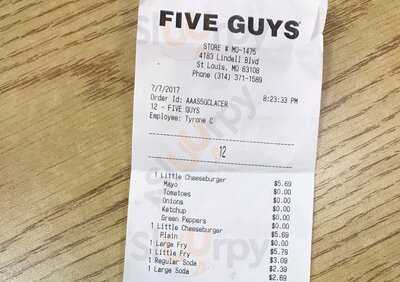 FIVE GUYS
STORE # MO-1475
4183 Lindell Blvd
St Louis, MO 63108
Phone (314) 371-1589
7/7/2017 8:23:33 PM
Order Id: AAAS5GCLACER
12 - FIVE GUYS
Employee: Tyrone C
12
1 Little Cheeseburger $5.69
Mayo $0.00
Tomatoes $0.00
Onions $0.00
Ketchup $0.00
Green Peppers $0.00
1 Little Cheeseburger $5.69
Plain $0.00
1 Large Fry $5.79
1 Little Fry $3.09
1 Regular Soda $2.39
1 Large Soda $2.69